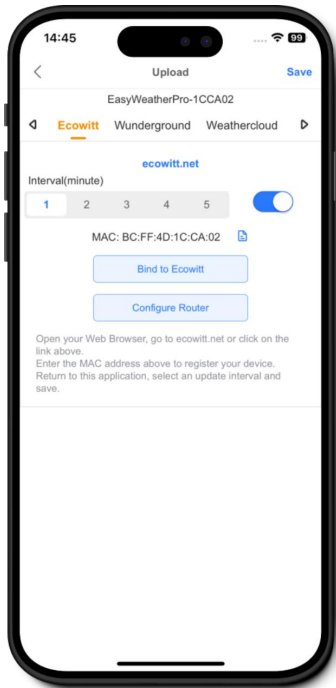 14:45
99
Upload
Save
EasyWeatherPro-1CCA02
Ecowitt
Wunderground
Weathercloud
ecowitt.net
Interval(minute)
1 2 3 4 5
MAC: BC:FF:4D:1C:CA:02
Bind to Ecowitt
Configure Router
Open your Web Browser, go to ecowitt.net or click on the
link above.
Enter the MAC address above to register your device.
Return to this application, select an update interval and
save.